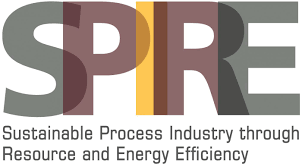 SPIRE
Sustainable Process Industry through
Resource and Energy Efficiency